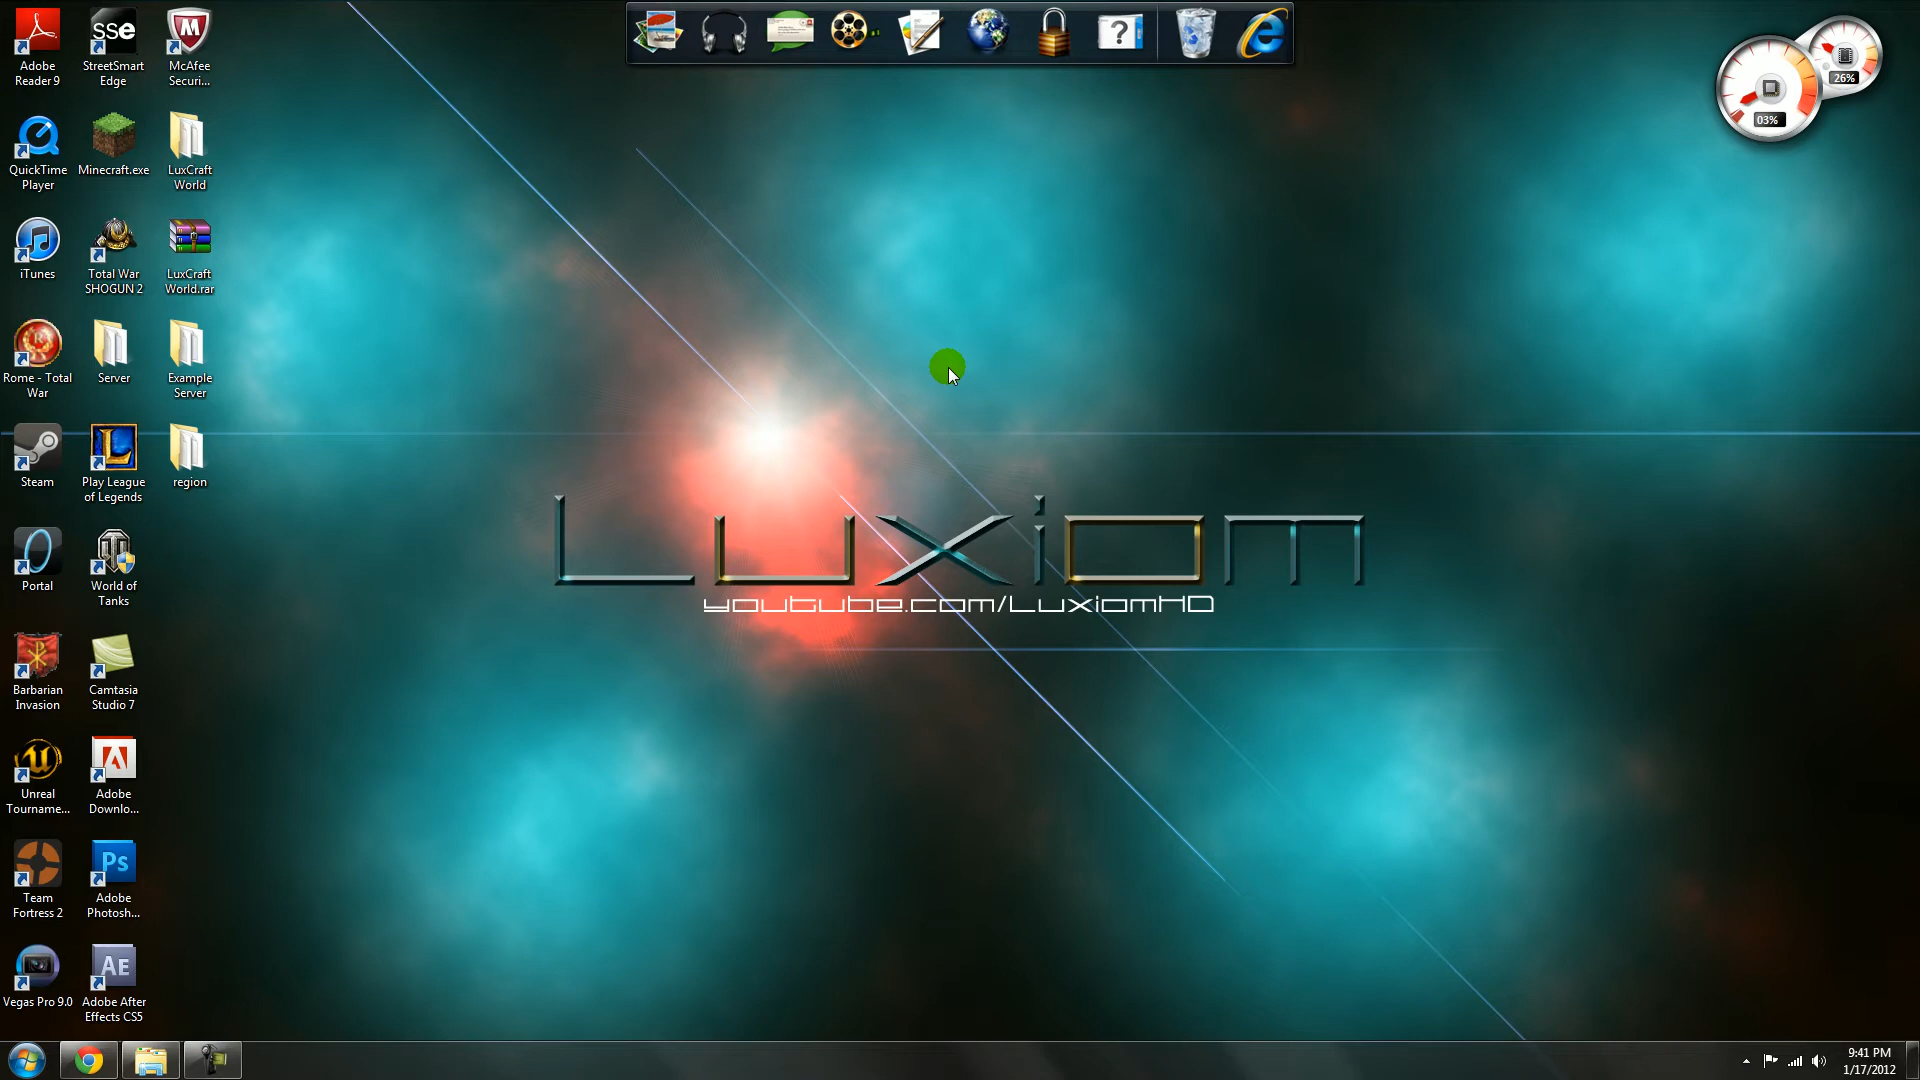 Adobe
Reader 9
sse
StreetSmart
Edge
McAfee
Securi...
QuickTime
Player
Minecraft.exe
LuxCraft
World
iTunes
Total War
SHOGUN 2
LuxCraft
World.rar
Rome - Total
War
Server
Example
Server
Steam
Play League
of Legends
region
Portal
World of
Tanks
Barbarian
Invasion
Camtasia
Studio 7
Unreal
Tourname...
Adobe
Downlo...
Team
Fortress 2
Ps
Adobe
Photosh...
Vegas Pro 9.0
AE
Adobe After
Effects CS5
26%
03%
Luxiom
youtube.com/LuxiomHD
9:41 PM
1/17/2012